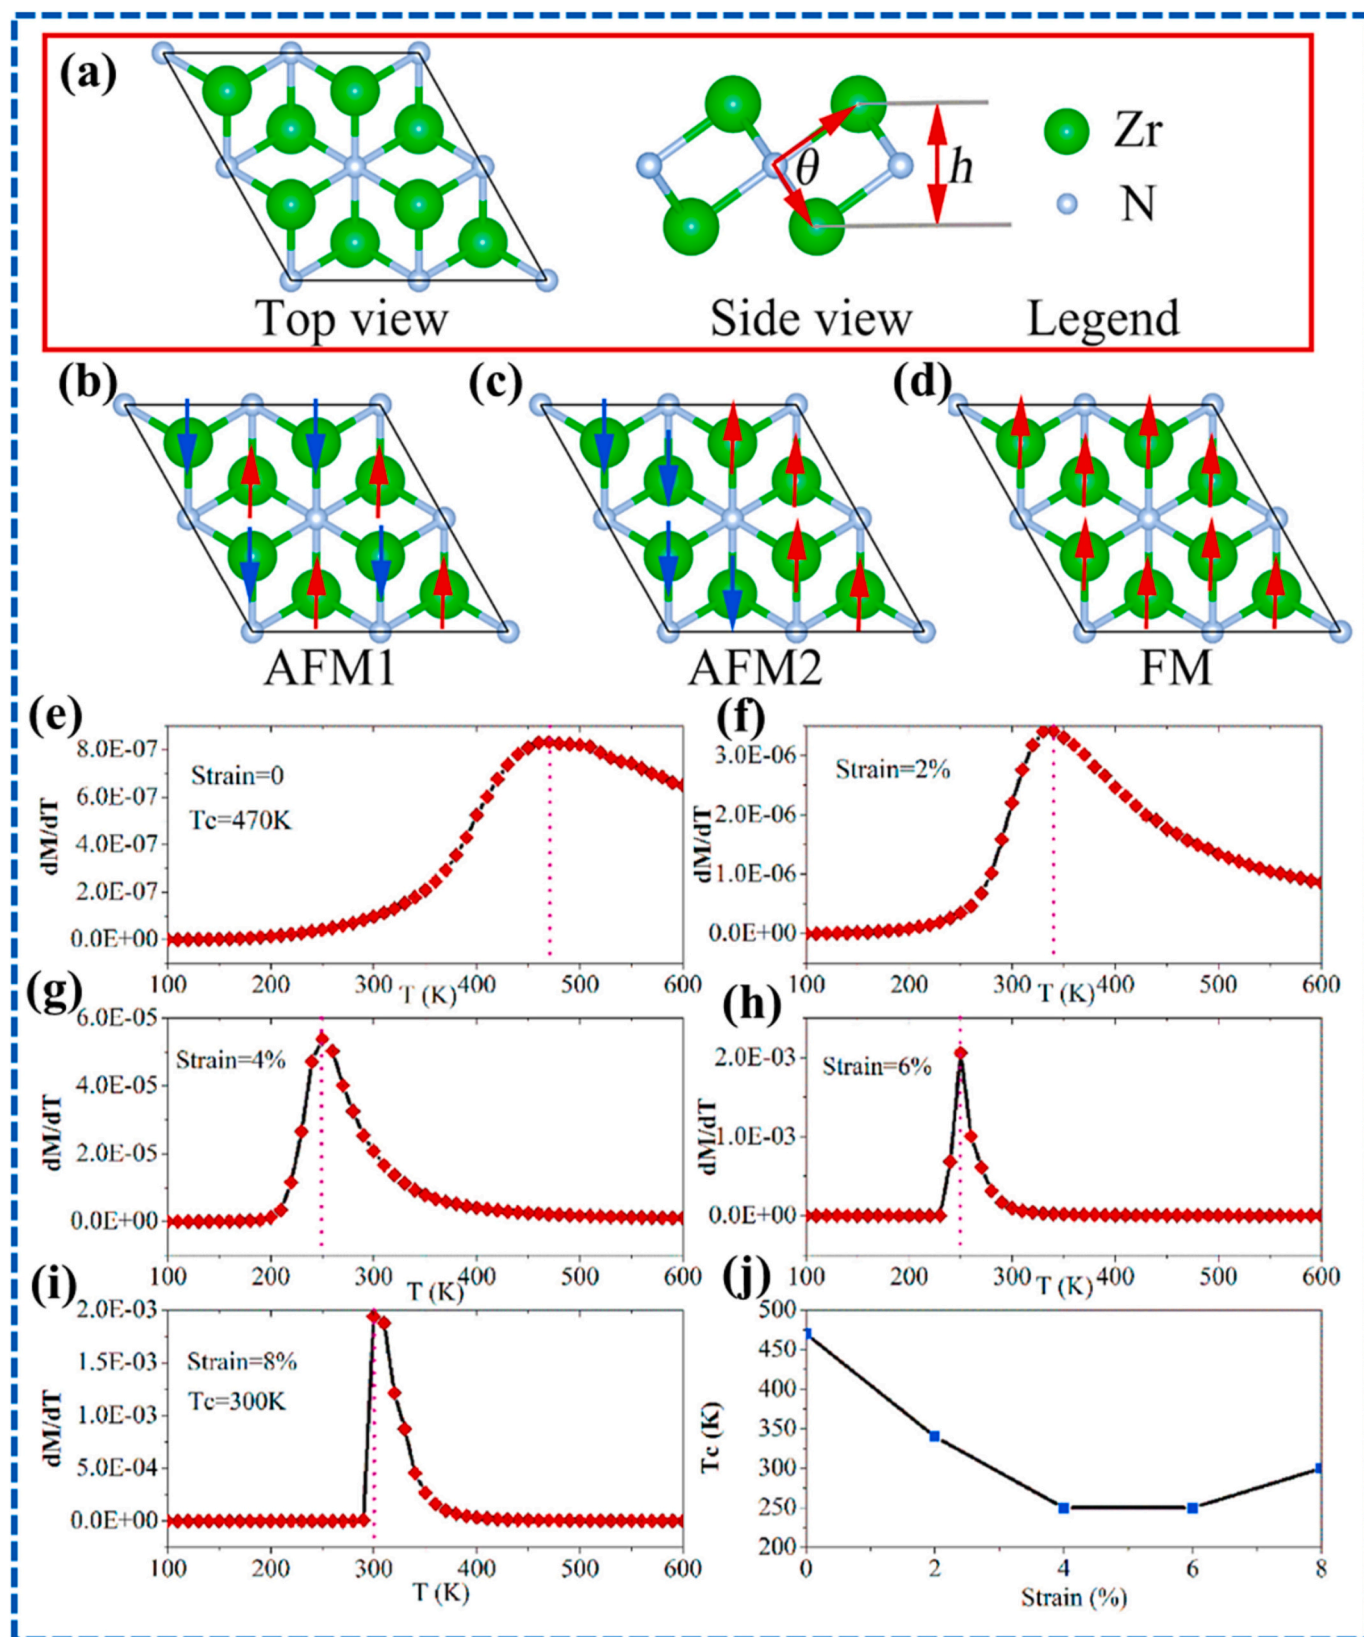 (a)
θ
h
Zr
N
Top view
Side view
Legend
(b)
(c)
(d)
AFM1
AFM2
FM
(e)
8.0E-07
6.0E-07
4.0E-07
2.0E-07
0.0E+00
dM/dT
Strain=0
Tc=470K
100 200 300 400 500 600
T (K)
(f)
3.0E-06
2.0E-06
1.0E-06
0.0E+00
dM/dT
Strain=2%
100 200 300 400 500 600
T (K)
(g)
6.0E-05
4.0E-05
2.0E-05
0.0E+00
dM/dT
Strain=4%
100 200 300 400 500 600
T (K)
(h)
2.0E-03
1.0E-03
0.0E+00
dM/dT
Strain=6%
100 200 300 400 500 600
T (K)
(i)
2.0E-03
1.5E-03
1.0E-03
5.0E-04
0.0E+00
dM/dT
Strain=8%
Tc=300K
100 200 300 400 500 600
T (K)
(j)
500
450
400
350
300
250
200
Tc (K)
0 2 4 6 8
Strain (%)